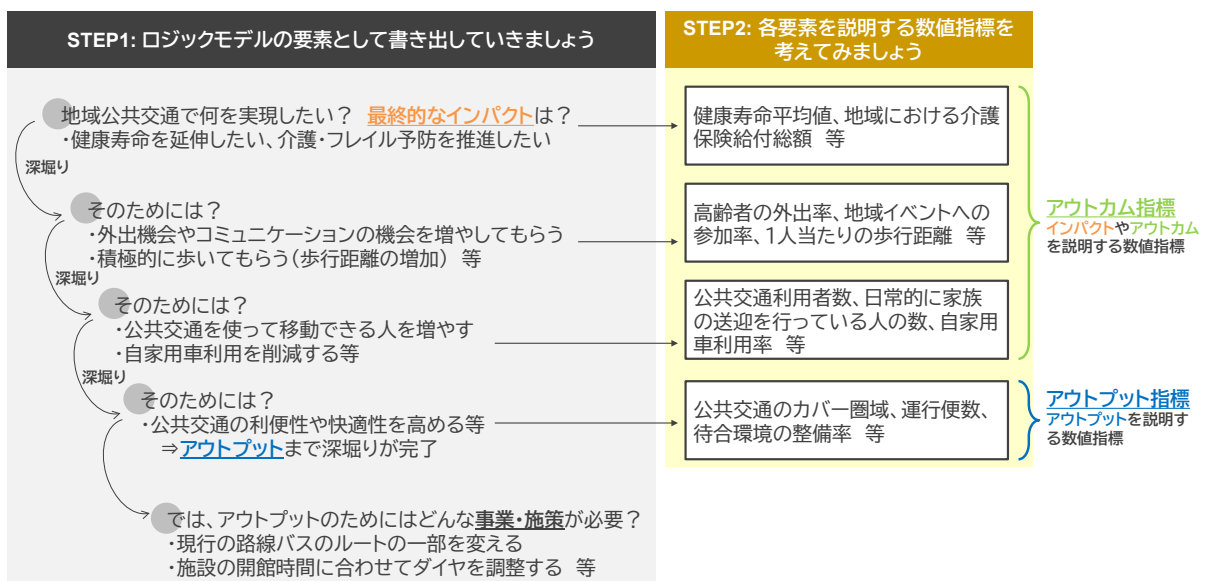 STEP1: ロジックモデルの要素として書き出していきましょう
STEP2: 各要素を説明する数値指標を
考えてみましょう
地域公共交通で何を実現したい？ 最終的なインパクトは？
・健康寿命を延伸したい、介護・フレイル予防を推進したい
健康寿命平均値、地域における介護
保険給付総額 等
深堀り
そのためには？
・外出機会やコミュニケーションの機会を増やしてもらう
・積極的に歩いてもらう（歩行距離の増加） 等
高齢者の外出率、地域イベントへの
参加率、1人当たりの歩行距離 等
アウトカム指標
インパクトやアウトカム
を説明する数値指標
深堀り
そのためには？
・公共交通を使って移動できる人を増やす
・自家用車利用を削減する等
公共交通利用者数、日常的に家族
の送迎を行っている人の数、自家用
車利用率 等
深堀り
そのためには？
・公共交通の利便性や快適性を高める等
⇒アウトプットまで深堀りが完了
公共交通のカバー圏域、運行便数、
待合環境の整備率 等
アウトプット指標
アウトプットを説明す
る数値指標
では、アウトプットのためにはどんな事業・施策が必要？
・現行の路線バスのルートの一部を変える
・施設の開館時間に合わせてダイヤを調整する 等